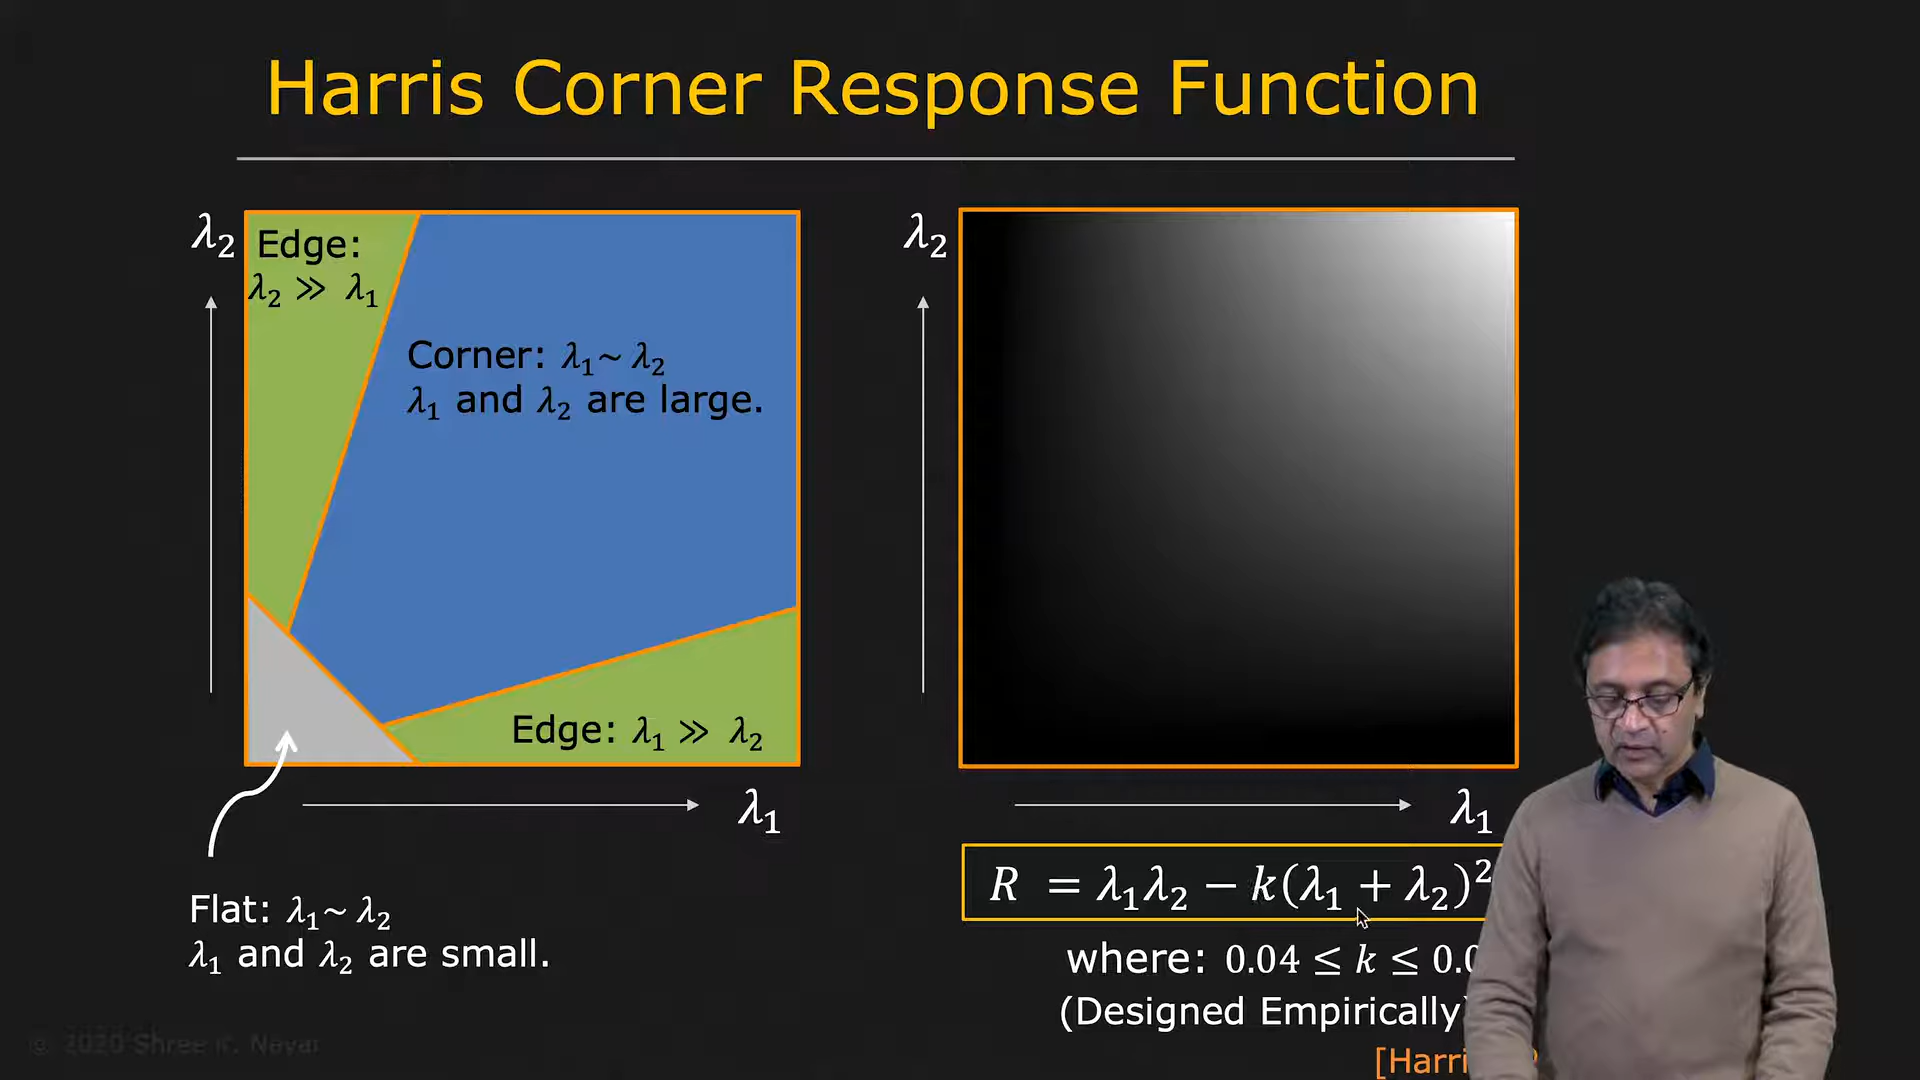 Harris Corner Response Function
λ₂
Edge:
λ₂ ≫ λ₁
Corner: λ₁~ λ₂
λ₁ and λ₂ are large.
Edge: λ₁ ≫ λ₂
λ₁
Flat: λ₁~ λ₂
λ₁ and λ₂ are small.
λ₂
λ₁
R = λ₁λ₂ − k(λ₁ + λ₂)²
where: 0.04 ≤ k ≤ 0.0
(Designed Empirically)
[Harri
© 2020 Shree K. Nayar